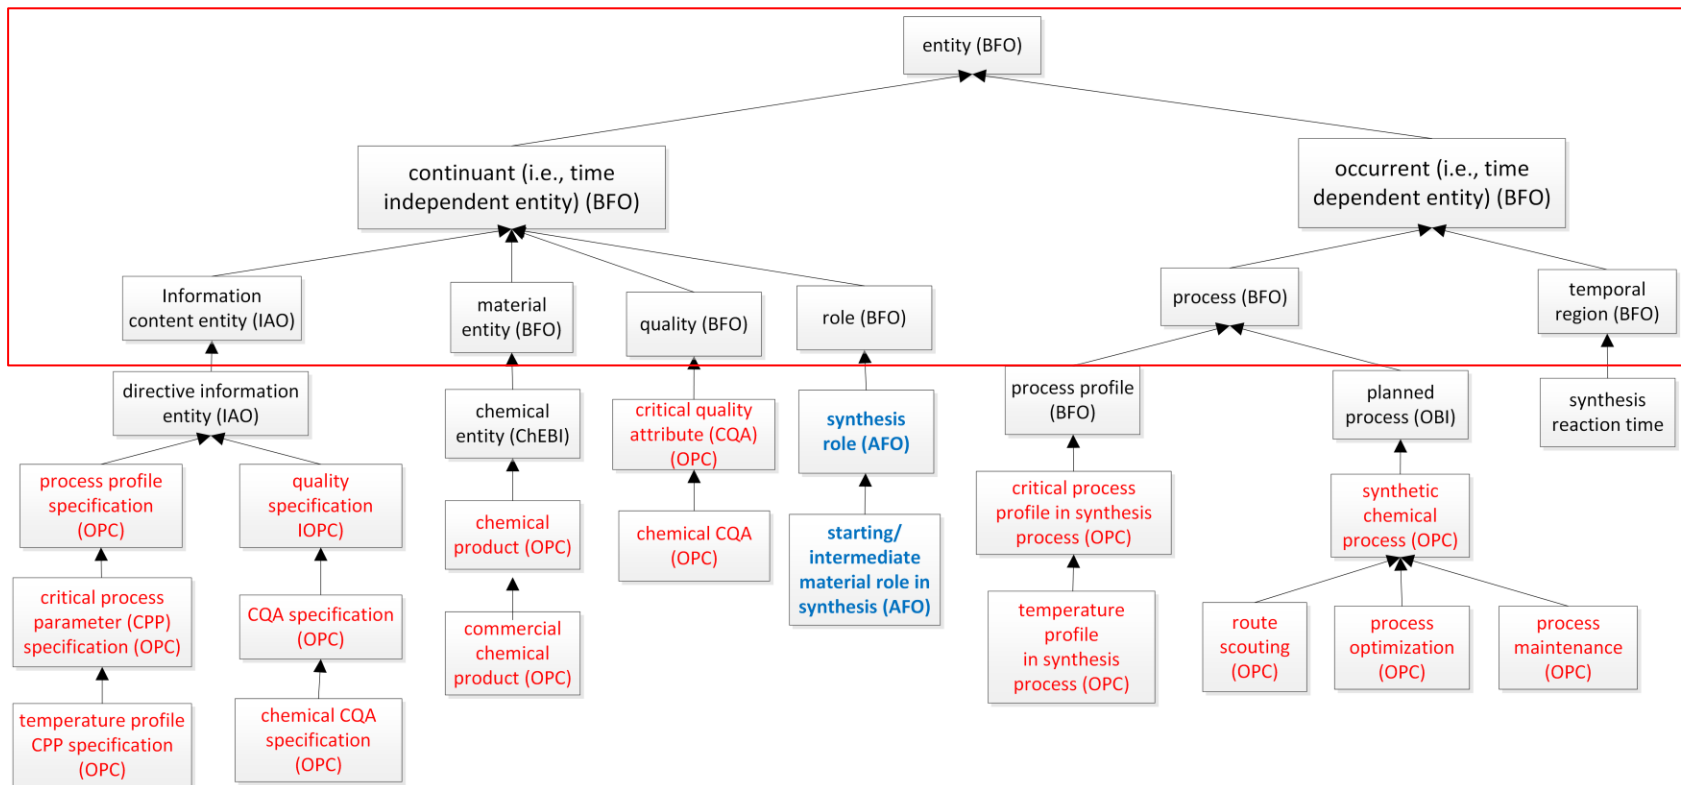 entity (BFO)
continuant (i.e., time
independent entity) (BFO)
occurrent (i.e., time
dependent entity) (BFO)
Information
content entity (IAO)
material
entity (BFO)
quality (BFO)
role (BFO)
process (BFO)
temporal
region (BFO)
directive information
entity (IAO)
chemical
entity (ChEBI)
critical quality
attribute (CQA)
(OPC)
synthesis
role (AFO)
process profile
(BFO)
planned
process (OBI)
synthesis
reaction time
process profile
specification
(OPC)
quality
specification
IOPC)
chemical
product (OPC)
chemical CQA
(OPC)
starting/
intermediate
material role in
synthesis (AFO)
critical process
profile in synthesis
process (OPC)
synthetic
chemical
process (OPC)
critical process
parameter (CPP)
specification (OPC)
CQA specification
(OPC)
commercial
chemical
product (OPC)
temperature
profile
in synthesis
process (OPC)
route
scouting
(OPC)
process
optimization
(OPC)
process
maintenance
(OPC)
temperature profile
CPP specification
(OPC)
chemical CQA
specification
(OPC)